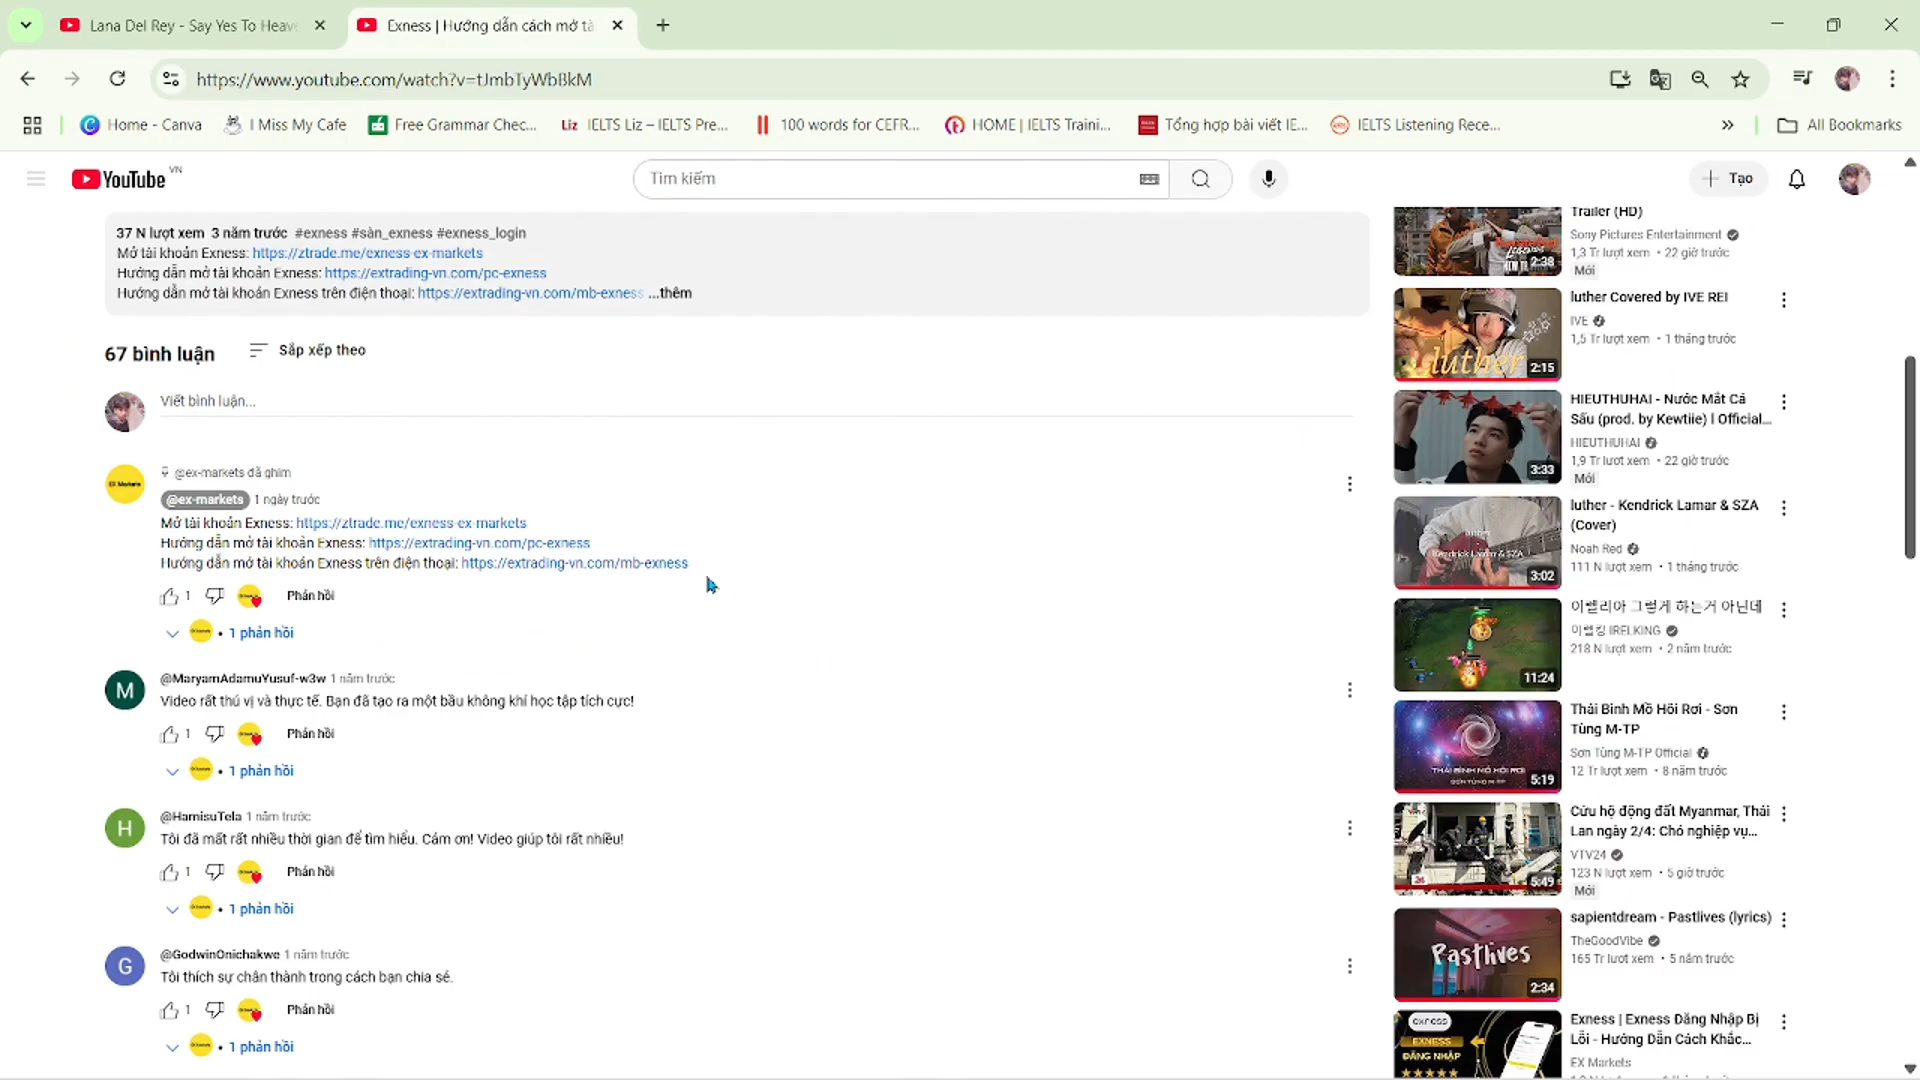 Lana Del Rey - Say Yes To Heave
Exness | Hướng dẫn cách mở tà
https://www.youtube.com/watch?v=tJmbTyWbBkM
Home - Canva
I Miss My Cafe
Free Grammar Chec...
Liz IELTS Liz – IELTS Pre...
100 words for CEFR...
HOME | IELTS Traini...
Tổng hợp bài viết IE...
IELTS Listening Rece...
All Bookmarks
YouTube VN
Tìm kiếm
Tạo
37 N lượt xem 3 năm trước #exness #sàn_exness #exness_login
Mở tài khoản Exness: https://ztrade.me/exness-ex-markets
Hướng dẫn mở tài khoản Exness: https://extrading-vn.com/pc-exness
Hướng dẫn mở tài khoản Exness trên điện thoại: https://extrading-vn.com/mb-exness ...thêm
67 bình luận
Sắp xếp theo
Viết bình luận...
@ex-markets đã ghim
@ex-markets 1 ngày trước
Mở tài khoản Exness: https://ztrade.me/exness-ex-markets
Hướng dẫn mở tài khoản Exness: https://extrading-vn.com/pc-exness
Hướng dẫn mở tài khoản Exness trên điện thoại: https://extrading-vn.com/mb-exness
1
Phản hồi
• 1 phản hồi
M
@MaryamAdamuYusuf-w3w 1 năm trước
Video rất thú vị và thực tế. Bạn đã tạo ra một bầu không khí học tập tích cực!
1
Phản hồi
• 1 phản hồi
H
@HamisuTela 1 năm trước
Tôi đã mất rất nhiều thời gian để tìm hiểu. Cảm ơn! Video giúp tôi rất nhiều!
1
Phản hồi
• 1 phản hồi
G
@GodwinOnichakwe 1 năm trước
Tôi thích sự chân thành trong cách bạn chia sẻ.
1
Phản hồi
• 1 phản hồi
2:38
Trailer (HD)
Sony Pictures Entertainment
1,3 Tr lượt xem • 22 giờ trước
Mới
luther
2:15
luther Covered by IVE REI
IVE
1,5 Tr lượt xem • 1 tháng trước
3:33
HIEUTHUHAI - Nước Mắt Cá
Sấu (prod. by Kewtiie) l Official...
HIEUTHUHAI
1,9 Tr lượt xem • 22 giờ trước
Mới
Kendrick Lamar & SZA
3:02
luther - Kendrick Lamar & SZA
(Cover)
Noah Red
111 N lượt xem • 1 tháng trước
11:24
이렐리아 그렇게 하는거 아닌데
이렐킹 IRELKING
218 N lượt xem • 2 năm trước
THÁI BÌNH MỒ HÔI RƠI
SƠN TÙNG M-TP
5:19
Thái Bình Mồ Hôi Rơi - Sơn
Tùng M-TP
Sơn Tùng M-TP Official
12 Tr lượt xem • 8 năm trước
24
5:49
Cứu hộ động đất Myanmar, Thái
Lan ngày 2/4: Chó nghiệp vụ...
VTV24
123 N lượt xem • 5 giờ trước
Mới
Pastlives
2:34
sapientdream - Pastlives (lyrics)
TheGoodVibe
165 Tr lượt xem • 5 năm trước
exness
EXNESS
ĐĂNG NHẬP
Exness | Exness Đăng Nhập Bị
Lỗi - Hướng Dẫn Cách Khắc...
EX Markets